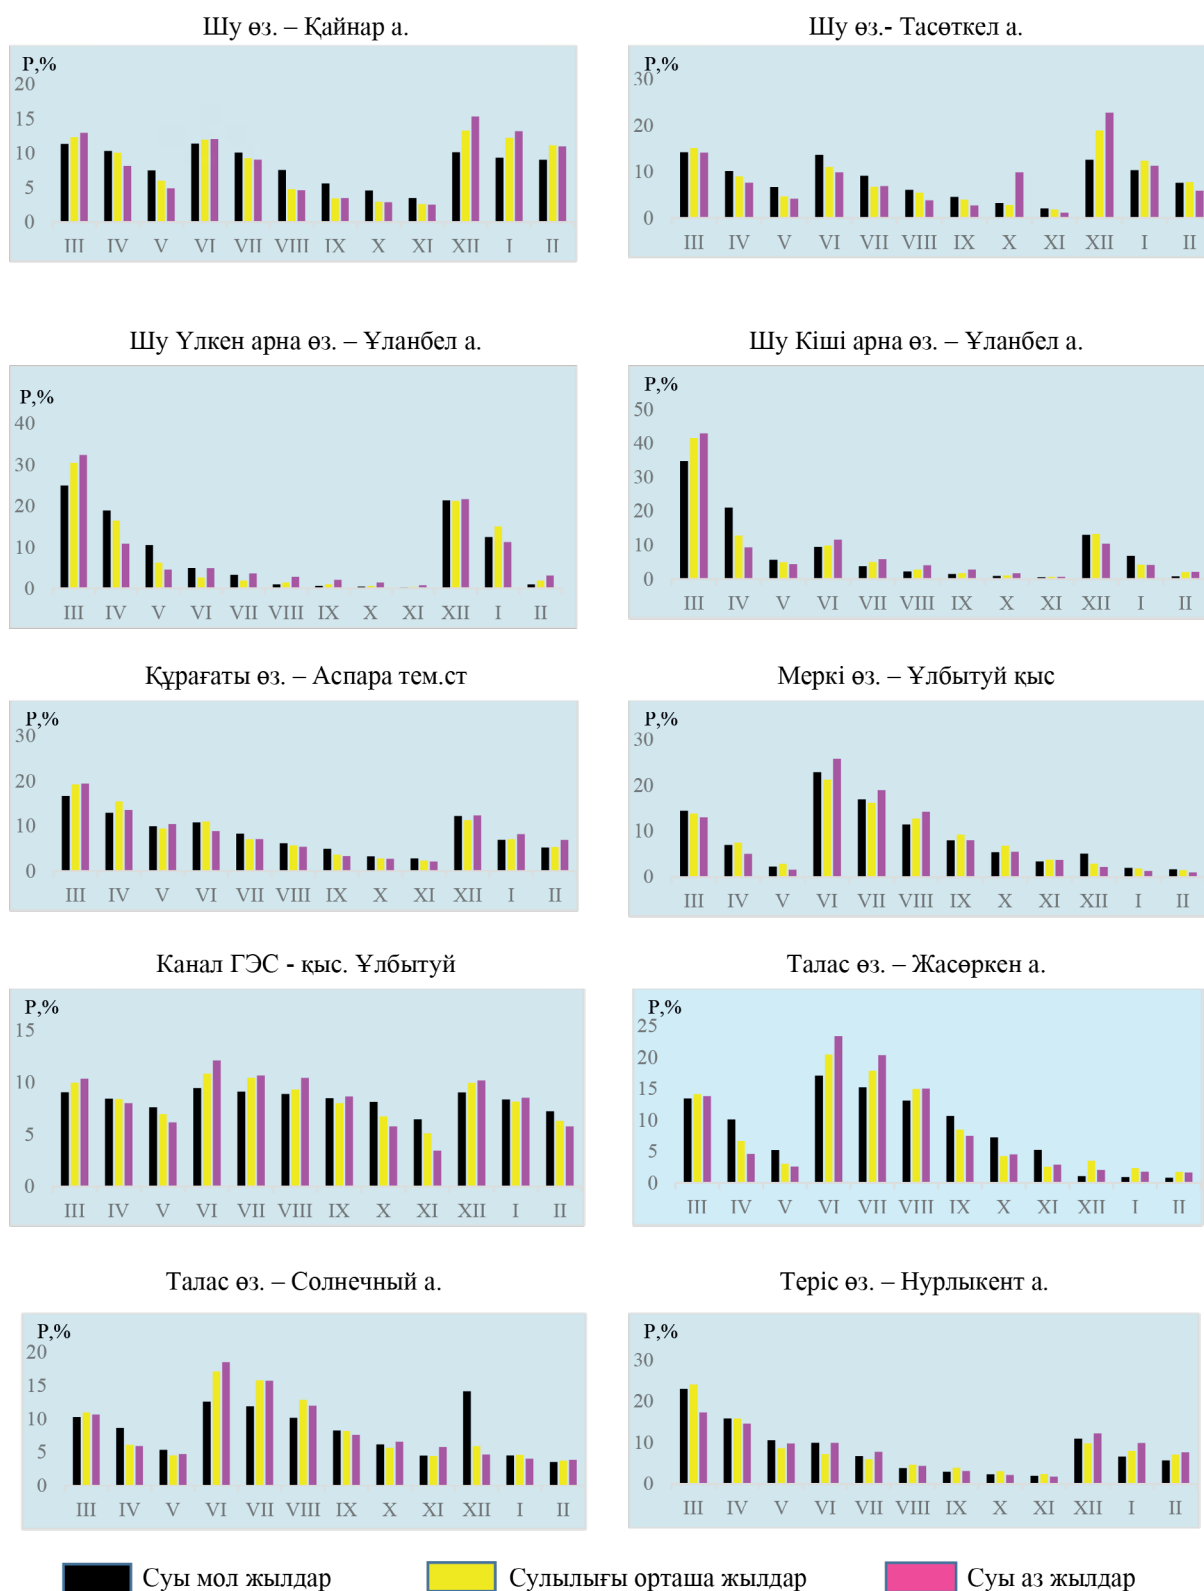 Шу өз. – Қайнар а.
P,%
20
15
10
5
0
III IV V VI VII VIII IX X XI XII I II
Шу өз.- Тасөткел а.
P,%
30
20
10
0
III IV V VI VII VIII IX X XI XII I II
Шу Үлкен арна өз. – Ұланбел а.
P,%
40
30
20
10
0
III IV V VI VII VIII IX X XI XII I II
Шу Кіші арна өз. – Ұланбел а.
P,%
50
40
30
20
10
0
III IV V VI VII VIII IX X XI XII I II
Құрағаты өз. – Аспара тем.ст
P,%
30
20
10
0
III IV V VI VII VIII IX X XI XII I II
Меркі өз. – Ұлбытуй қыс
P,%
30
20
10
0
III IV V VI VII VIII IX X XI XII I II
Канал ГЭС - қыс. Ұлбытуй
P,%
15
10
5
0
III IV V VI VII VIII IX X XI XII I II
Талас өз. – Жасөркен а.
P,%
25
20
15
10
5
0
III IV V VI VII VIII IX X XI XII I II
Талас өз. – Солнечный а.
P,%
20
15
10
5
0
III IV V VI VII VIII IX X XI XII I II
Теріс өз. – Нурлыкент а.
P,%
30
20
10
0
III IV V VI VII VIII IX X XI XII I II
Суы мол жылдар
Сулылығы орташа жылдар
Суы аз жылдар